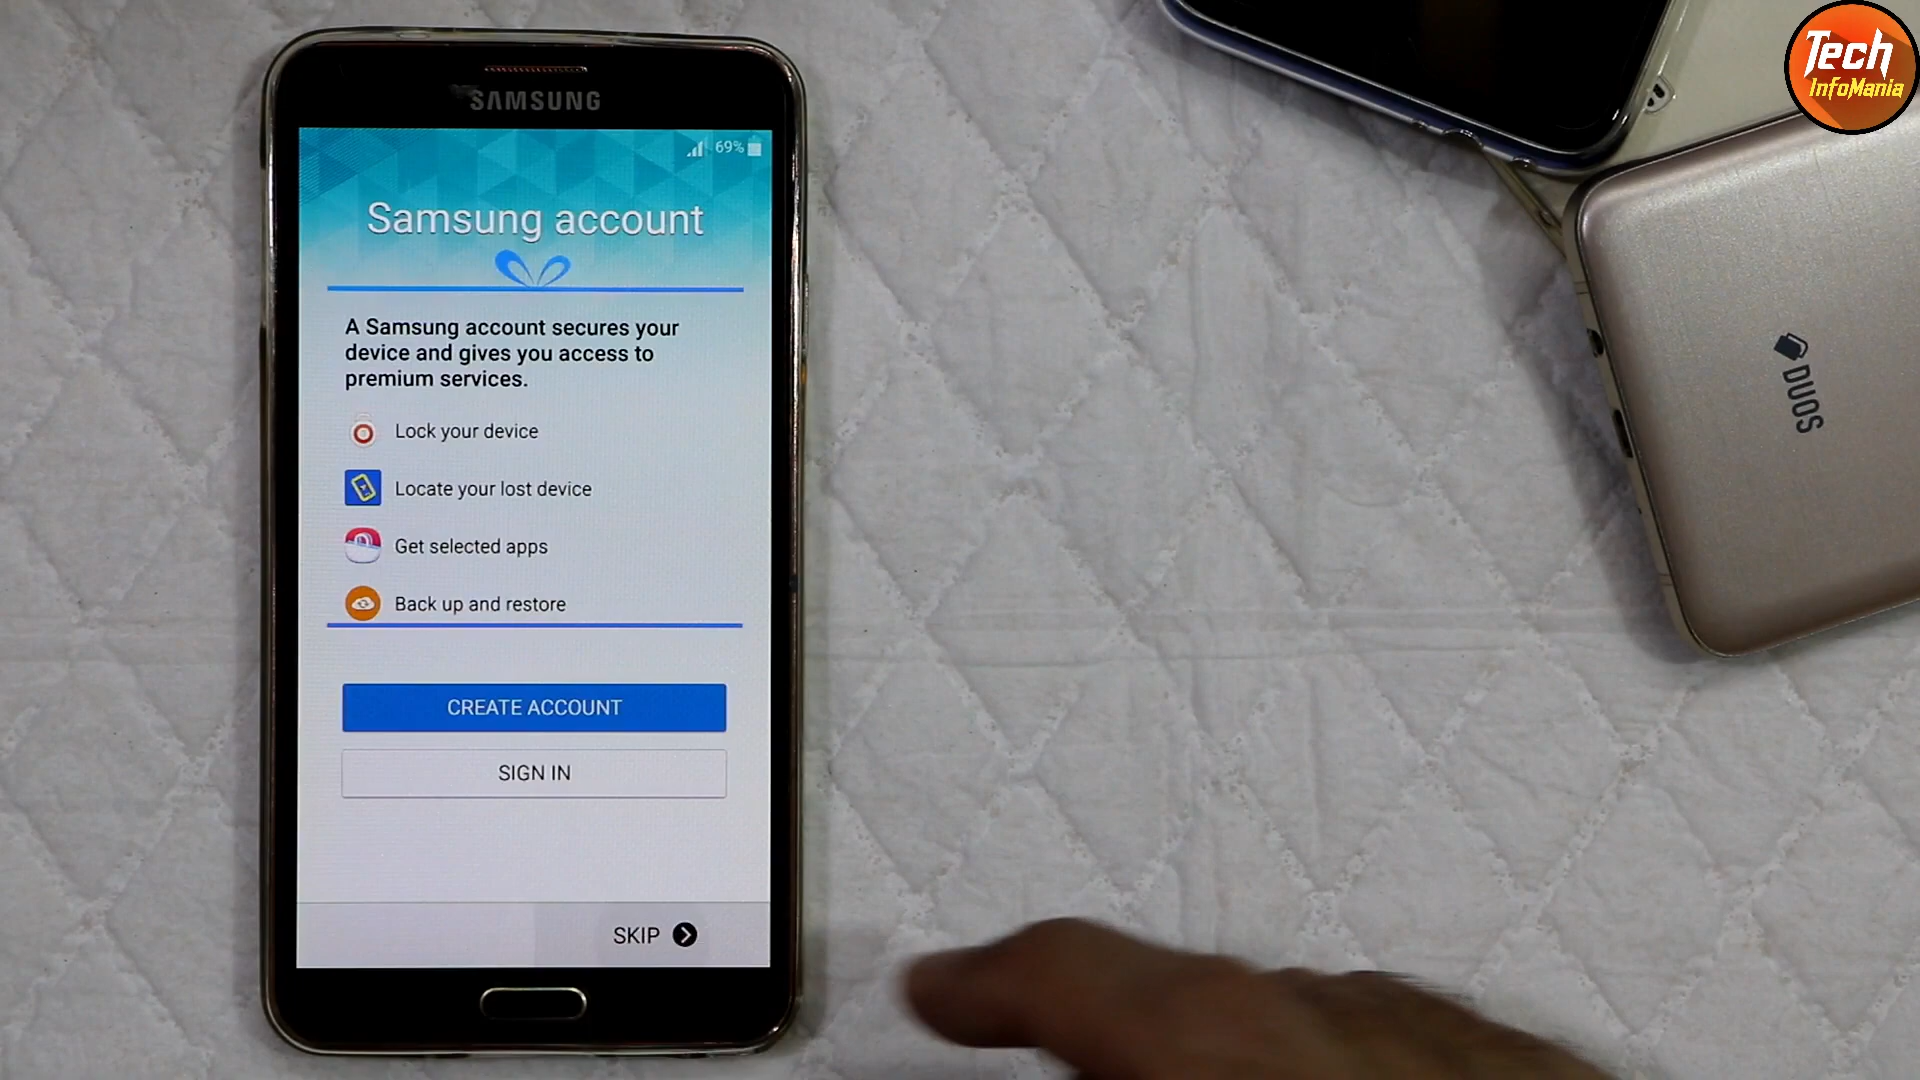 Tech
InfoMania
SAMSUNG
69%
Samsung account
A Samsung account secures your
device and gives you access to
premium services.
Lock your device
Locate your lost device
Get selected apps
Back up and restore
CREATE ACCOUNT
SIGN IN
SKIP
DUOS